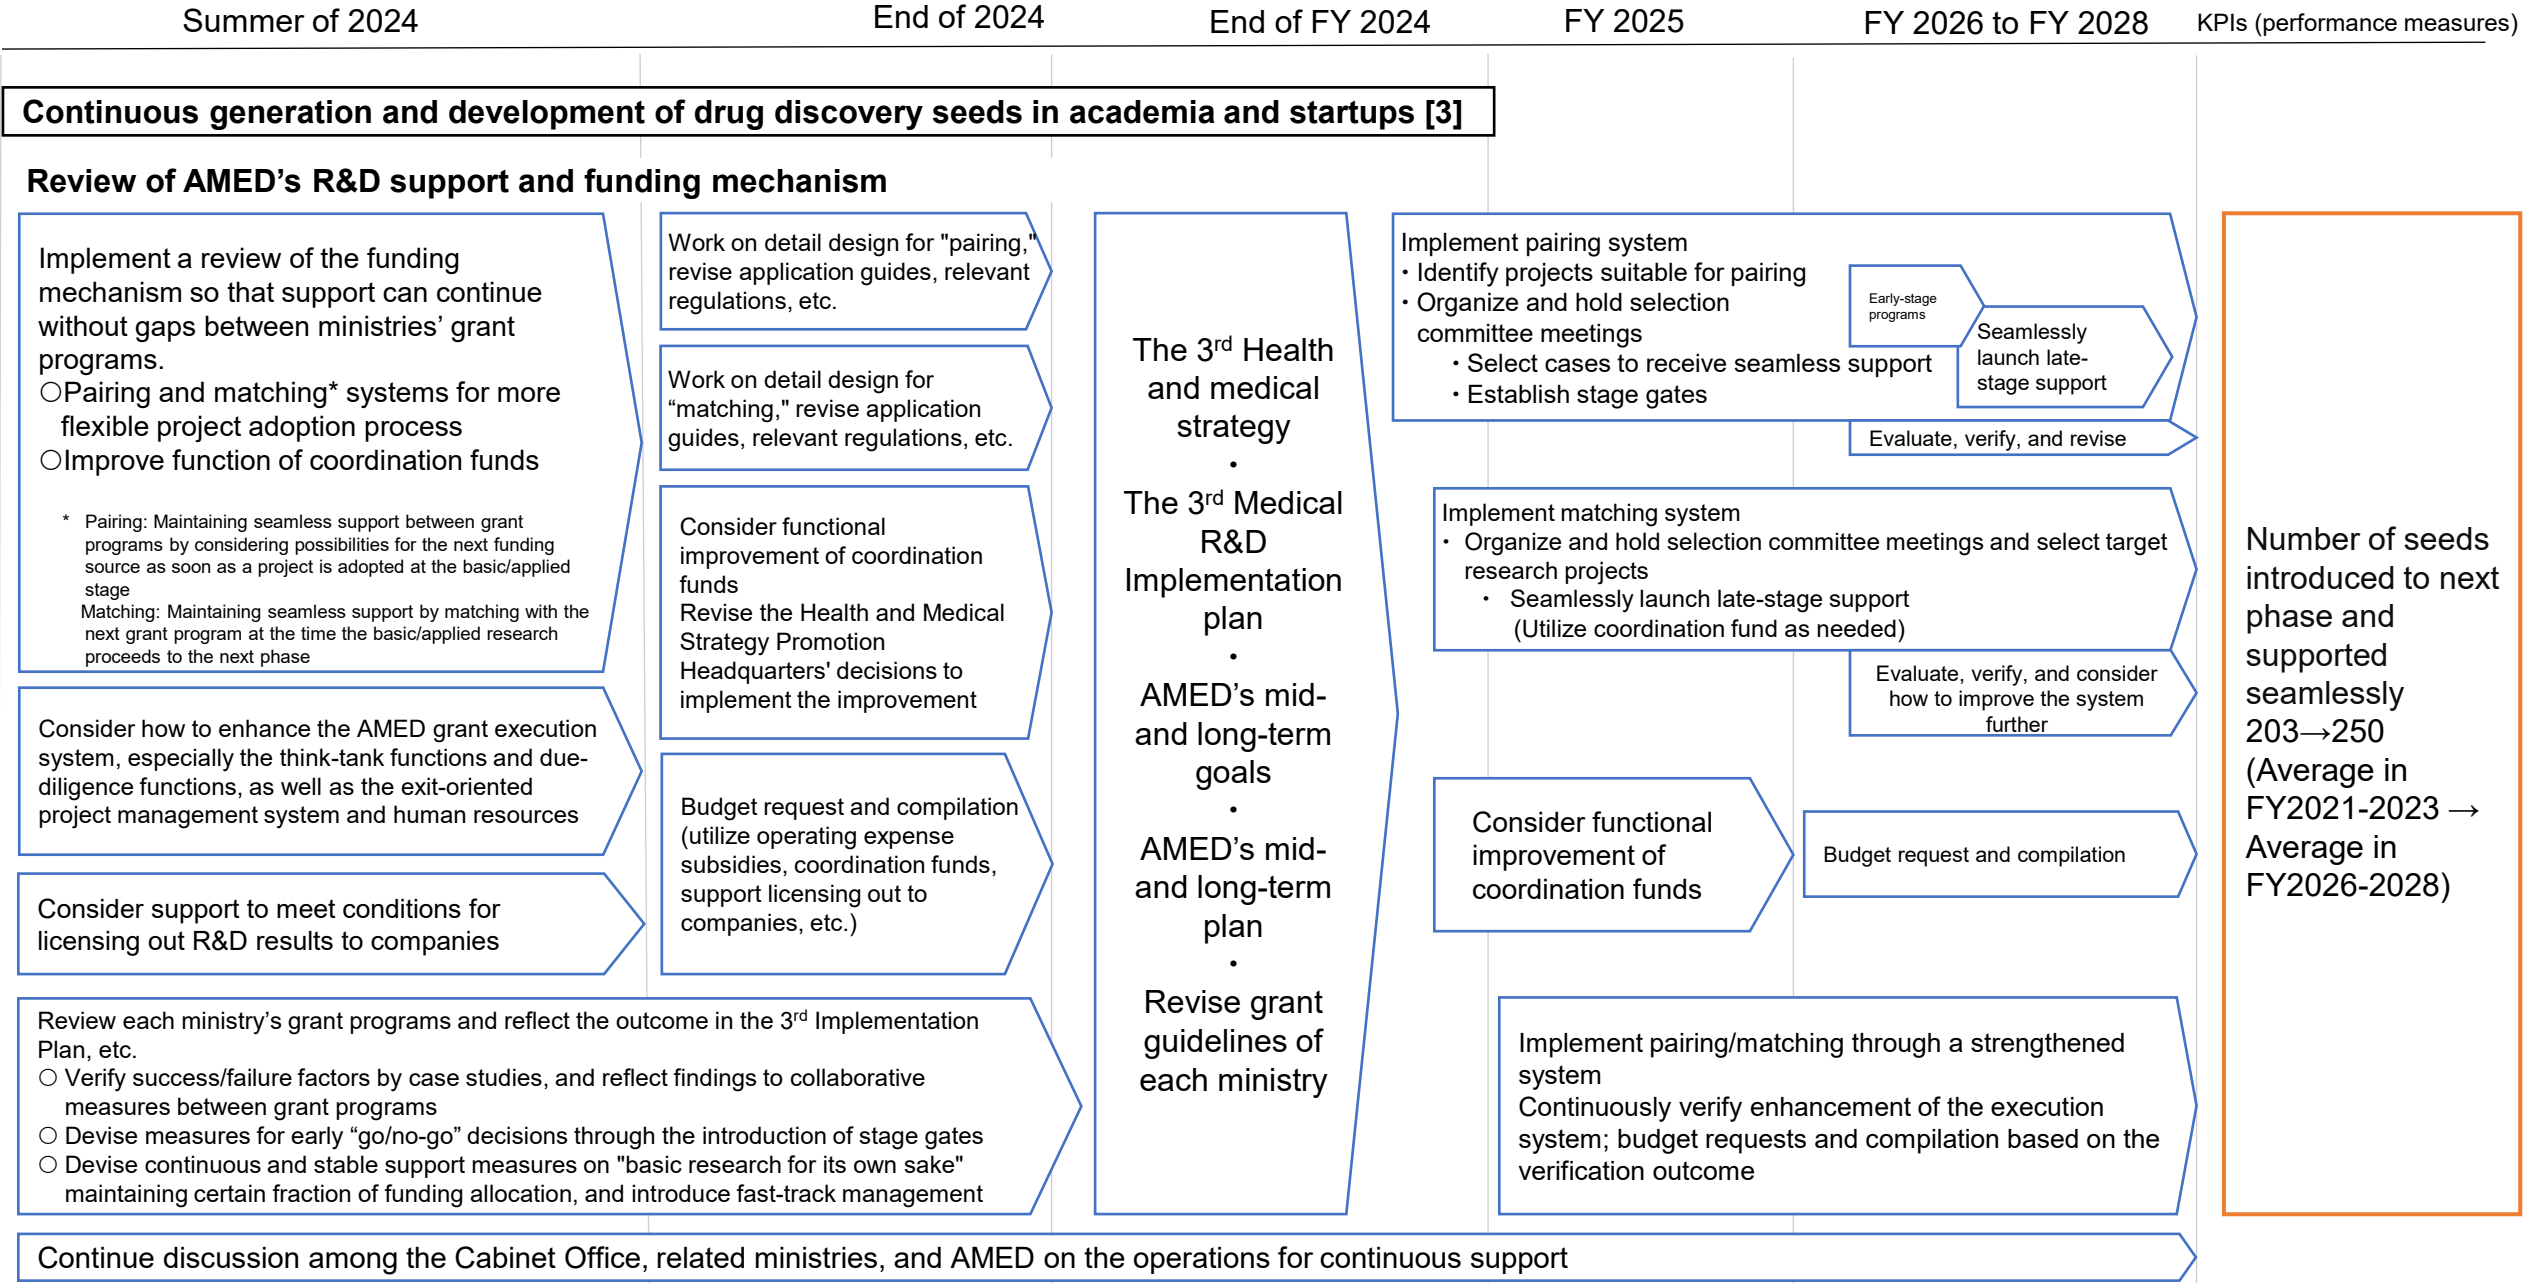 Summer of 2024
End of 2024
End of FY 2024
FY 2025
FY 2026 to FY 2028
KPIs (performance measures)
Continuous generation and development of drug discovery seeds in academia and startups [3]
Review of AMED’s R&D support and funding mechanism
Implement a review of the funding
mechanism so that support can continue
without gaps between ministries’ grant
programs.
○Pairing and matching* systems for more
flexible project adoption process
○Improve function of coordination funds
* Pairing: Maintaining seamless support between grant
programs by considering possibilities for the next funding
source as soon as a project is adopted at the basic/applied
stage
Matching: Maintaining seamless support by matching with the
next grant program at the time the basic/applied research
proceeds to the next phase
Consider how to enhance the AMED grant execution
system, especially the think-tank functions and due-
diligence functions, as well as the exit-oriented
project management system and human resources
Consider support to meet conditions for
licensing out R&D results to companies
Review each ministry’s grant programs and reflect the outcome in the 3rd Implementation
Plan, etc.
○ Verify success/failure factors by case studies, and reflect findings to collaborative
measures between grant programs
○ Devise measures for early “go/no-go” decisions through the introduction of stage gates
○ Devise continuous and stable support measures on "basic research for its own sake"
maintaining certain fraction of funding allocation, and introduce fast-track management
Work on detail design for "pairing,"
revise application guides, relevant
regulations, etc.
Work on detail design for
“matching," revise application
guides, relevant regulations, etc.
Consider functional
improvement of coordination
funds
Revise the Health and Medical
Strategy Promotion
Headquarters' decisions to
implement the improvement
Budget request and compilation
(utilize operating expense
subsidies, coordination funds,
support licensing out to
companies, etc.)
The 3rd Health
and medical
strategy
・
The 3rd Medical
R&D
Implementation
plan
・
AMED’s mid-
and long-term
goals
・
AMED’s mid-
and long-term
plan
・
Revise grant
guidelines of
each ministry
Implement pairing system
・Identify projects suitable for pairing
・Organize and hold selection
committee meetings
・Select cases to receive seamless support
・Establish stage gates
Early-stage
programs
Seamlessly
launch late-
stage support
Evaluate, verify, and revise
Implement matching system
・ Organize and hold selection committee meetings and select target
research projects
・ Seamlessly launch late-stage support
(Utilize coordination fund as needed)
Evaluate, verify, and consider
how to improve the system
further
Consider functional
improvement of
coordination funds
Budget request and compilation
Implement pairing/matching through a strengthened
system
Continuously verify enhancement of the execution
system; budget requests and compilation based on the
verification outcome
Number of seeds
introduced to next
phase and
supported
seamlessly
203→250
(Average in
FY2021-2023 →
Average in
FY2026-2028)
Continue discussion among the Cabinet Office, related ministries, and AMED on the operations for continuous support